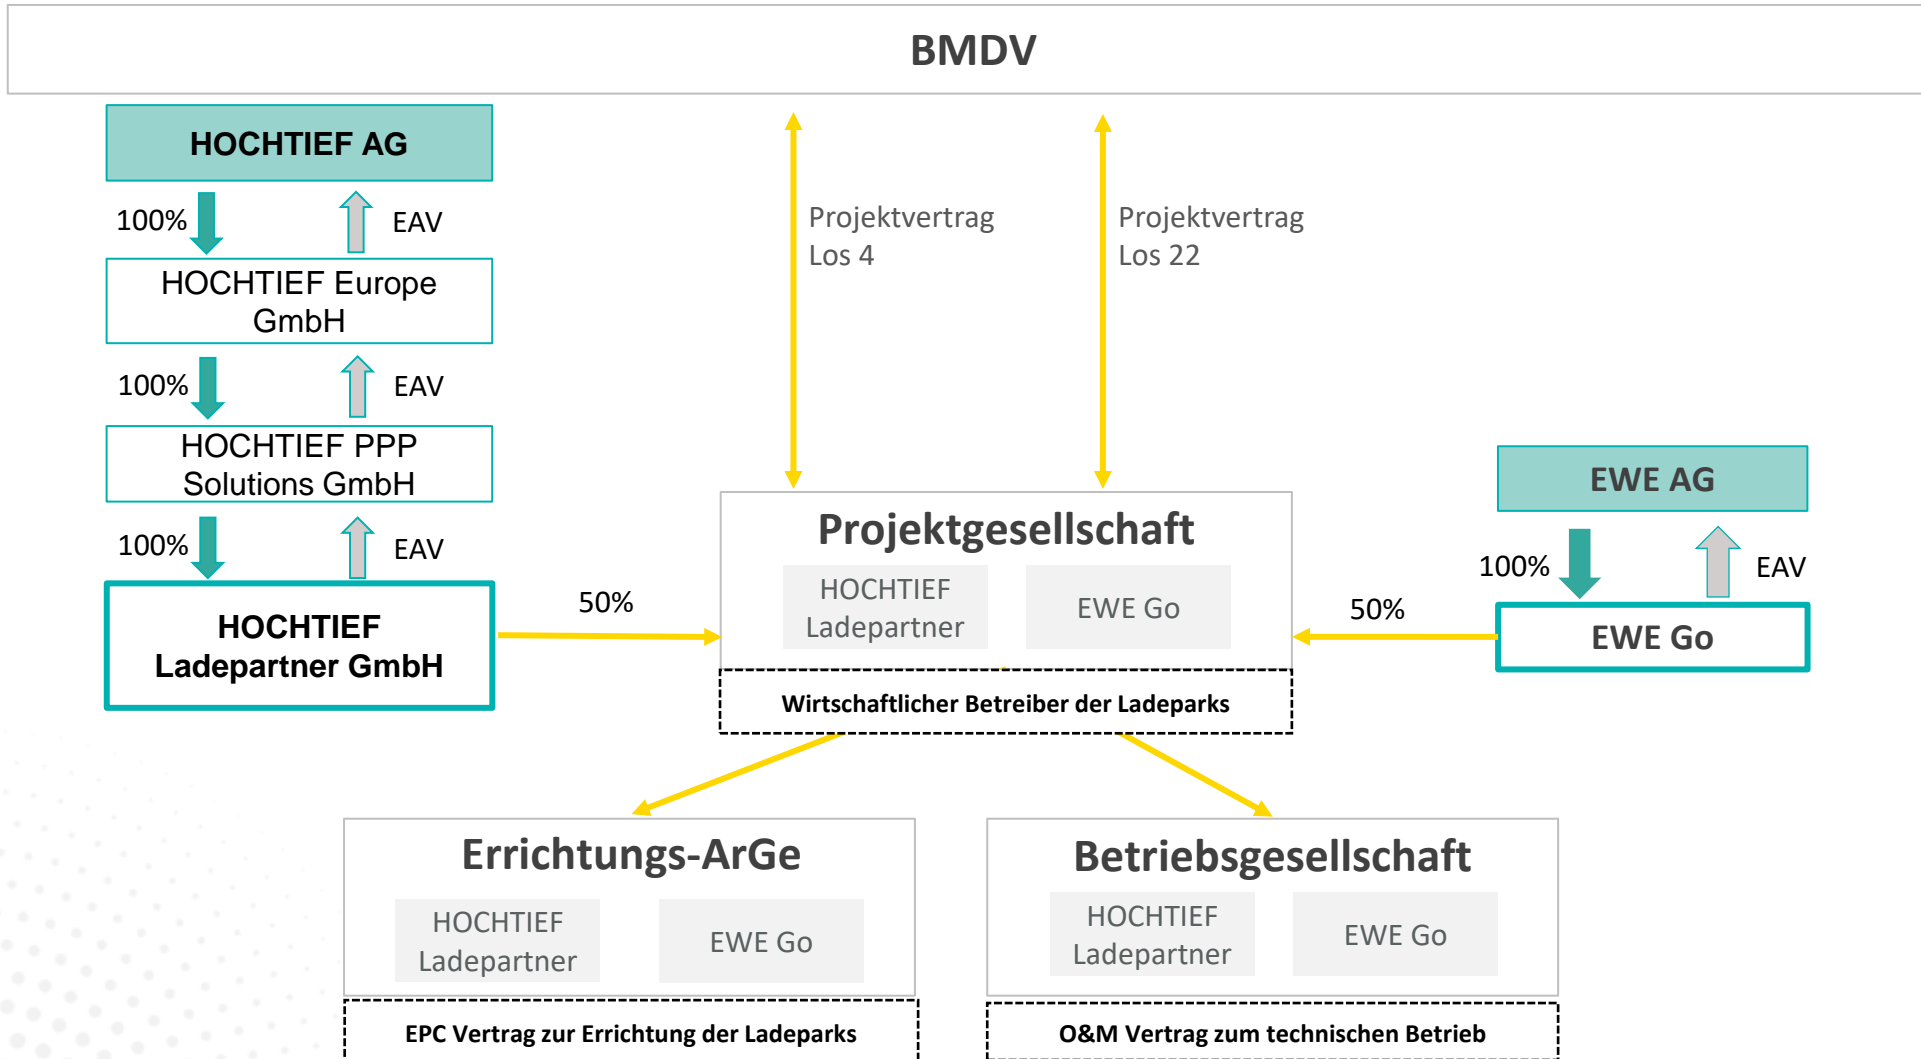 BMDV
HOCHTIEF AG
100%
EAV
HOCHTIEF Europe
GmbH
100%
EAV
HOCHTIEF PPP
Solutions GmbH
100%
EAV
HOCHTIEF
Ladepartner GmbH
50%
Projektvertrag
Los 4
Projektvertrag
Los 22
Projektgesellschaft
HOCHTIEF
Ladepartner
EWE Go
Wirtschaftlicher Betreiber der Ladeparks
EWE AG
100%
EAV
EWE Go
50%
Errichtungs-ArGe
HOCHTIEF
Ladepartner
EWE Go
EPC Vertrag zur Errichtung der Ladeparks
Betriebsgesellschaft
HOCHTIEF
Ladepartner
EWE Go
O&M Vertrag zum technischen Betrieb